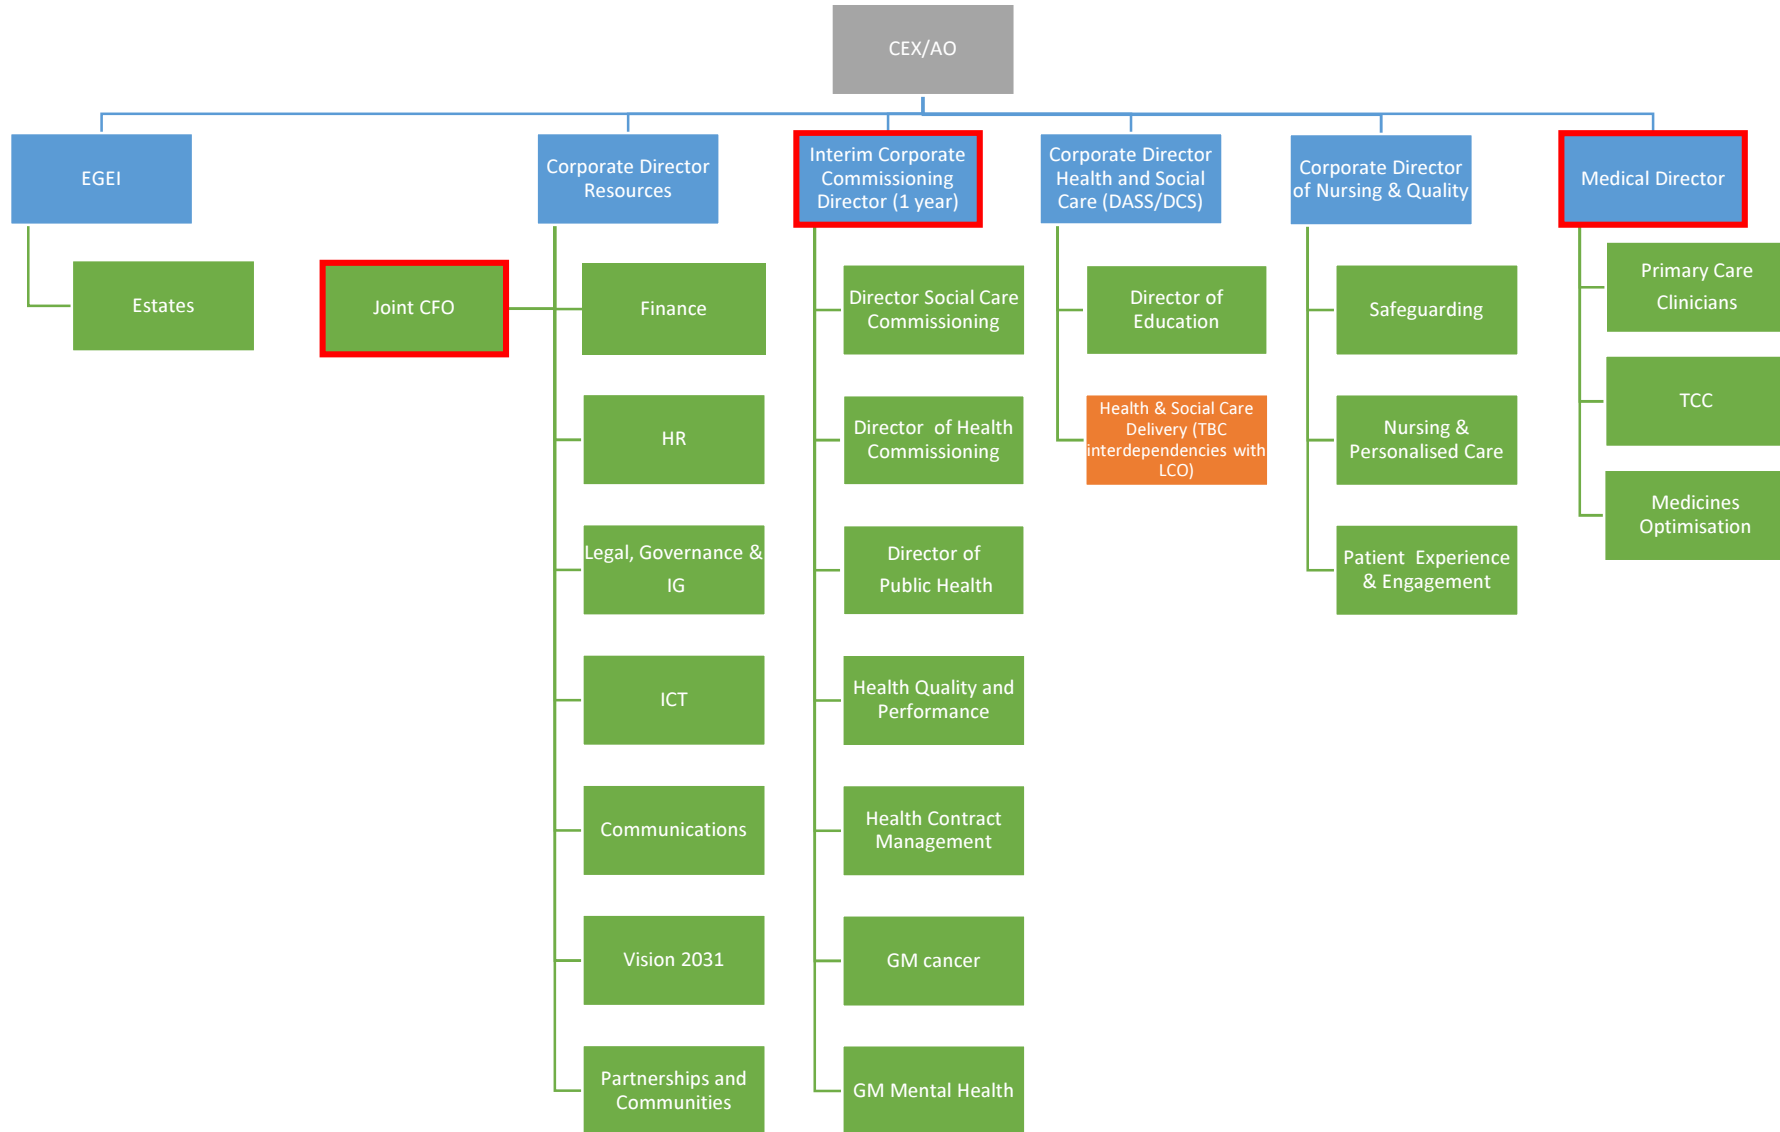 CEX/AO
EGEI
Corporate Director
Resources
Interim Corporate
Commissioning
Director (1 year)
Corporate Director
Health and Social
Care (DASS/DCS)
Corporate Director
of Nursing & Quality
Medical Director
Estates
Joint CFO
Finance
HR
Legal, Governance &
IG
ICT
Communications
Vision 2031
Partnerships and
Communities
Director Social Care
Commissioning
Director of Health
Commissioning
Director of
Public Health
Health Quality and
Performance
Health Contract
Management
GM cancer
GM Mental Health
Director of
Education
Health & Social Care
Delivery (TBC
interdependencies with
LCO)
Safeguarding
Nursing &
Personalised Care
Patient Experience
& Engagement
Primary Care
Clinicians
TCC
Medicines
Optimisation